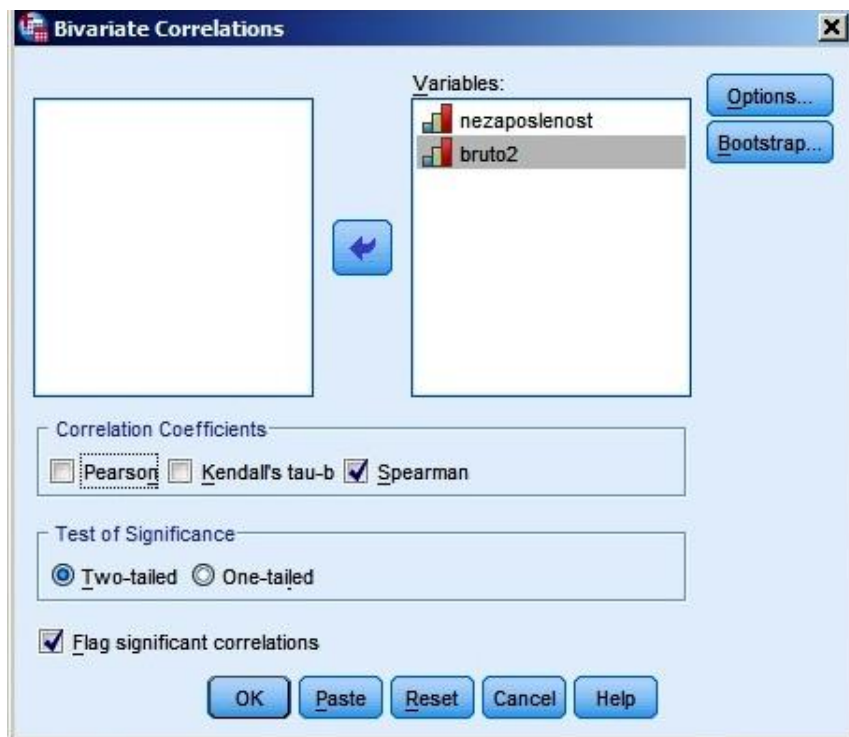 Bivariate Correlations
Variables:
nezaposlenost
bruto2
Options...
Bootstrap...
Correlation Coefficients
Pearson Kendall's tau-b Spearman
Test of Significance
Two-tailed One-tailed
Flag significant correlations
OK Paste Reset Cancel Help